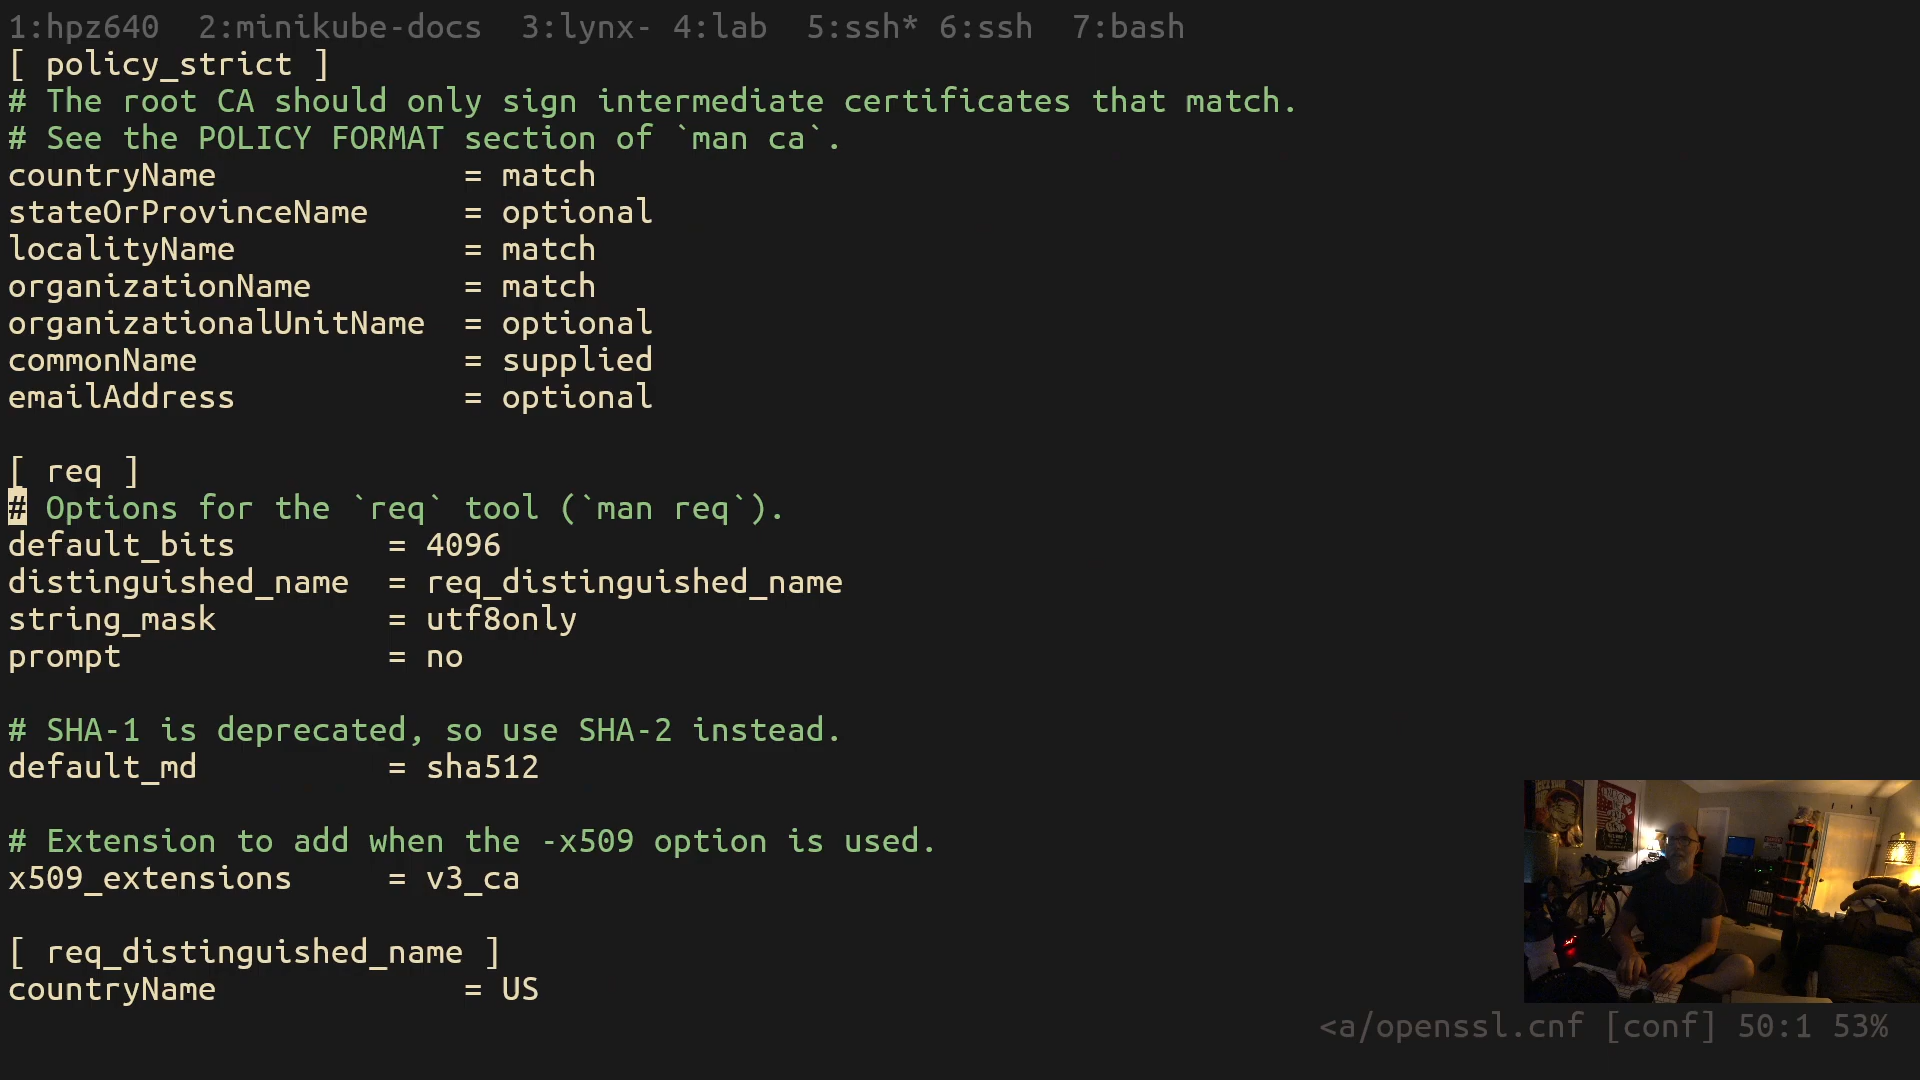 1:hpz640  2:minikube-docs  3:lynx- 4:lab  5:ssh* 6:ssh  7:bash
[ policy_strict ]
# The root CA should only sign intermediate certificates that match.
# See the POLICY FORMAT section of `man ca`.
countryName             = match
stateOrProvinceName     = optional
localityName            = match
organizationName        = match
organizationalUnitName  = optional
commonName              = supplied
emailAddress            = optional
[ req ]
# Options for the `req` tool (`man req`).
default_bits        = 4096
distinguished_name  = req_distinguished_name
string_mask         = utf8only
prompt              = no
# SHA-1 is deprecated, so use SHA-2 instead.
default_md          = sha512
# Extension to add when the -x509 option is used.
x509_extensions     = v3_ca
[ req_distinguished_name ]
countryName             = US
<a/openssl.cnf [conf] 50:1 53%